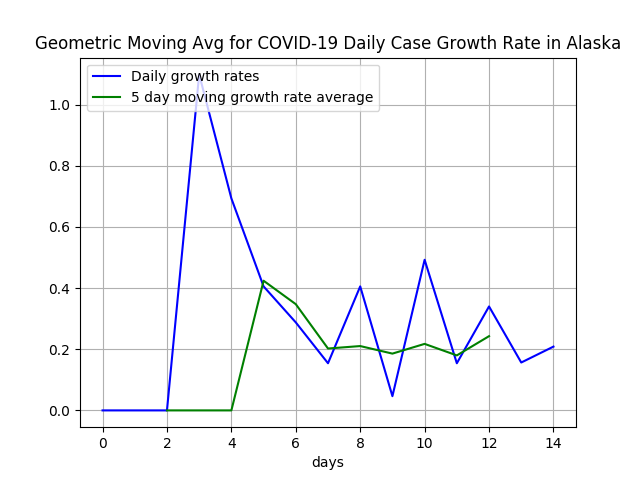 Geometric Moving Avg for COVID-19 Daily Case Growth Rate in Alaska
Daily growth rates
5 day moving growth rate average
1.0
0.8
0.6
0.4
0.2
0.0
0 2 4 6 8 10 12 14
days